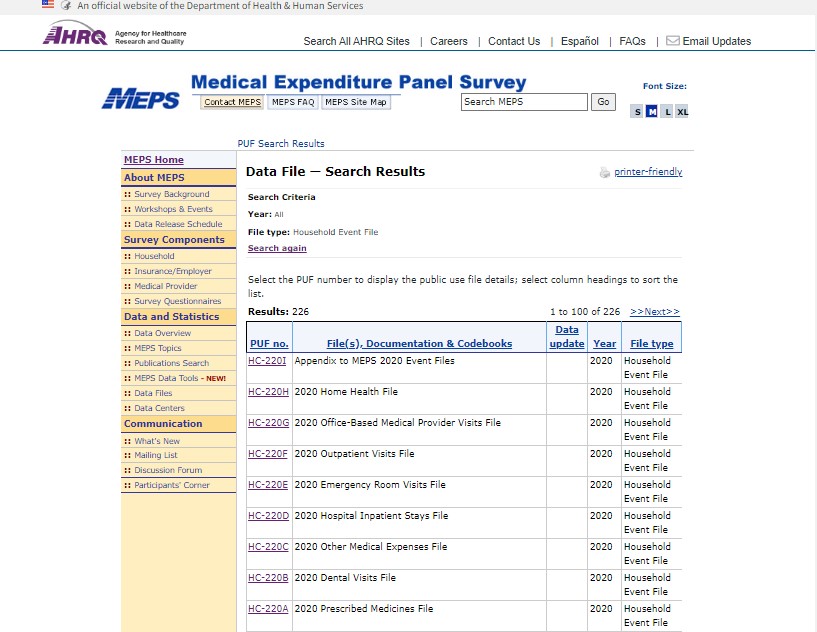 An official website of the Department of Health & Human Services
AHRQ Agency for Healthcare
Research and Quality
Search All AHRQ Sites | Careers | Contact Us | Español | FAQs | Email Updates
MEPS
Medical Expenditure Panel Survey
Contact MEPS MEPS FAQ MEPS Site Map
Search MEPS Go
Font Size:
S M L XL
PUF Search Results
MEPS Home
About MEPS
:: Survey Background
:: Workshops & Events
:: Data Release Schedule
Survey Components
:: Household
:: Insurance/Employer
:: Medical Provider
:: Survey Questionnaires
Data and Statistics
:: Data Overview
:: MEPS Topics
:: Publications Search
:: MEPS Data Tools - NEW!
:: Data Files
:: Data Centers
Communication
:: What's New
:: Mailing List
:: Discussion Forum
:: Participants' Corner
Data File — Search Results
printer-friendly
Search Criteria
Year: All
File type: Household Event File
Search again
Select the PUF number to display the public use file details; select column headings to sort the
list.
Results: 226 1 to 100 of 226 >>Next>>
PUF no. File(s), Documentation & Codebooks Data update Year File type
HC-220I Appendix to MEPS 2020 Event Files 2020 Household
Event File
HC-220H 2020 Home Health File 2020 Household
Event File
HC-220G 2020 Office-Based Medical Provider Visits File 2020 Household
Event File
HC-220F 2020 Outpatient Visits File 2020 Household
Event File
HC-220E 2020 Emergency Room Visits File 2020 Household
Event File
HC-220D 2020 Hospital Inpatient Stays File 2020 Household
Event File
HC-220C 2020 Other Medical Expenses File 2020 Household
Event File
HC-220B 2020 Dental Visits File 2020 Household
Event File
HC-220A 2020 Prescribed Medicines File 2020 Household
Event File